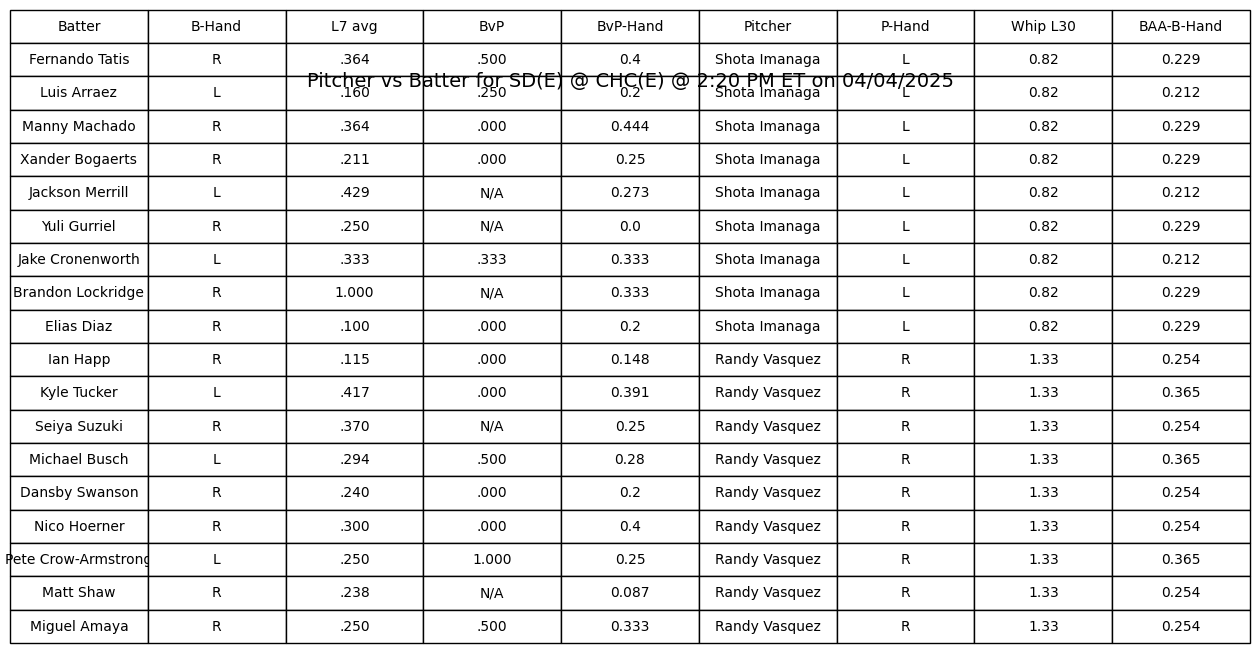 Batter B-Hand L7 avg BvP BvP-Hand Pitcher P-Hand Whip L30 BAA-B-Hand
Fernando Tatis R .364 .500 0.4 Shota Imanaga L 0.82 0.229
Pitcher vs Batter for SD(E) @ CHC(E) @ 2:20 PM ET on 04/04/2025
Luis Arraez L .160 .250 0.2 Shota Imanaga L 0.82 0.212
Manny Machado R .364 .000 0.444 Shota Imanaga L 0.82 0.229
Xander Bogaerts R .211 .000 0.25 Shota Imanaga L 0.82 0.229
Jackson Merrill L .429 N/A 0.273 Shota Imanaga L 0.82 0.212
Yuli Gurriel R .250 N/A 0.0 Shota Imanaga L 0.82 0.229
Jake Cronenworth L .333 .333 0.333 Shota Imanaga L 0.82 0.212
Brandon Lockridge R 1.000 N/A 0.333 Shota Imanaga L 0.82 0.229
Elias Diaz R .100 .000 0.2 Shota Imanaga L 0.82 0.229
Ian Happ R .115 .000 0.148 Randy Vasquez R 1.33 0.254
Kyle Tucker L .417 .000 0.391 Randy Vasquez R 1.33 0.365
Seiya Suzuki R .370 N/A 0.25 Randy Vasquez R 1.33 0.254
Michael Busch L .294 .500 0.28 Randy Vasquez R 1.33 0.365
Dansby Swanson R .240 .000 0.2 Randy Vasquez R 1.33 0.254
Nico Hoerner R .300 .000 0.4 Randy Vasquez R 1.33 0.254
Pete Crow-Armstrong L .250 1.000 0.25 Randy Vasquez R 1.33 0.365
Matt Shaw R .238 N/A 0.087 Randy Vasquez R 1.33 0.254
Miguel Amaya R .250 .500 0.333 Randy Vasquez R 1.33 0.254